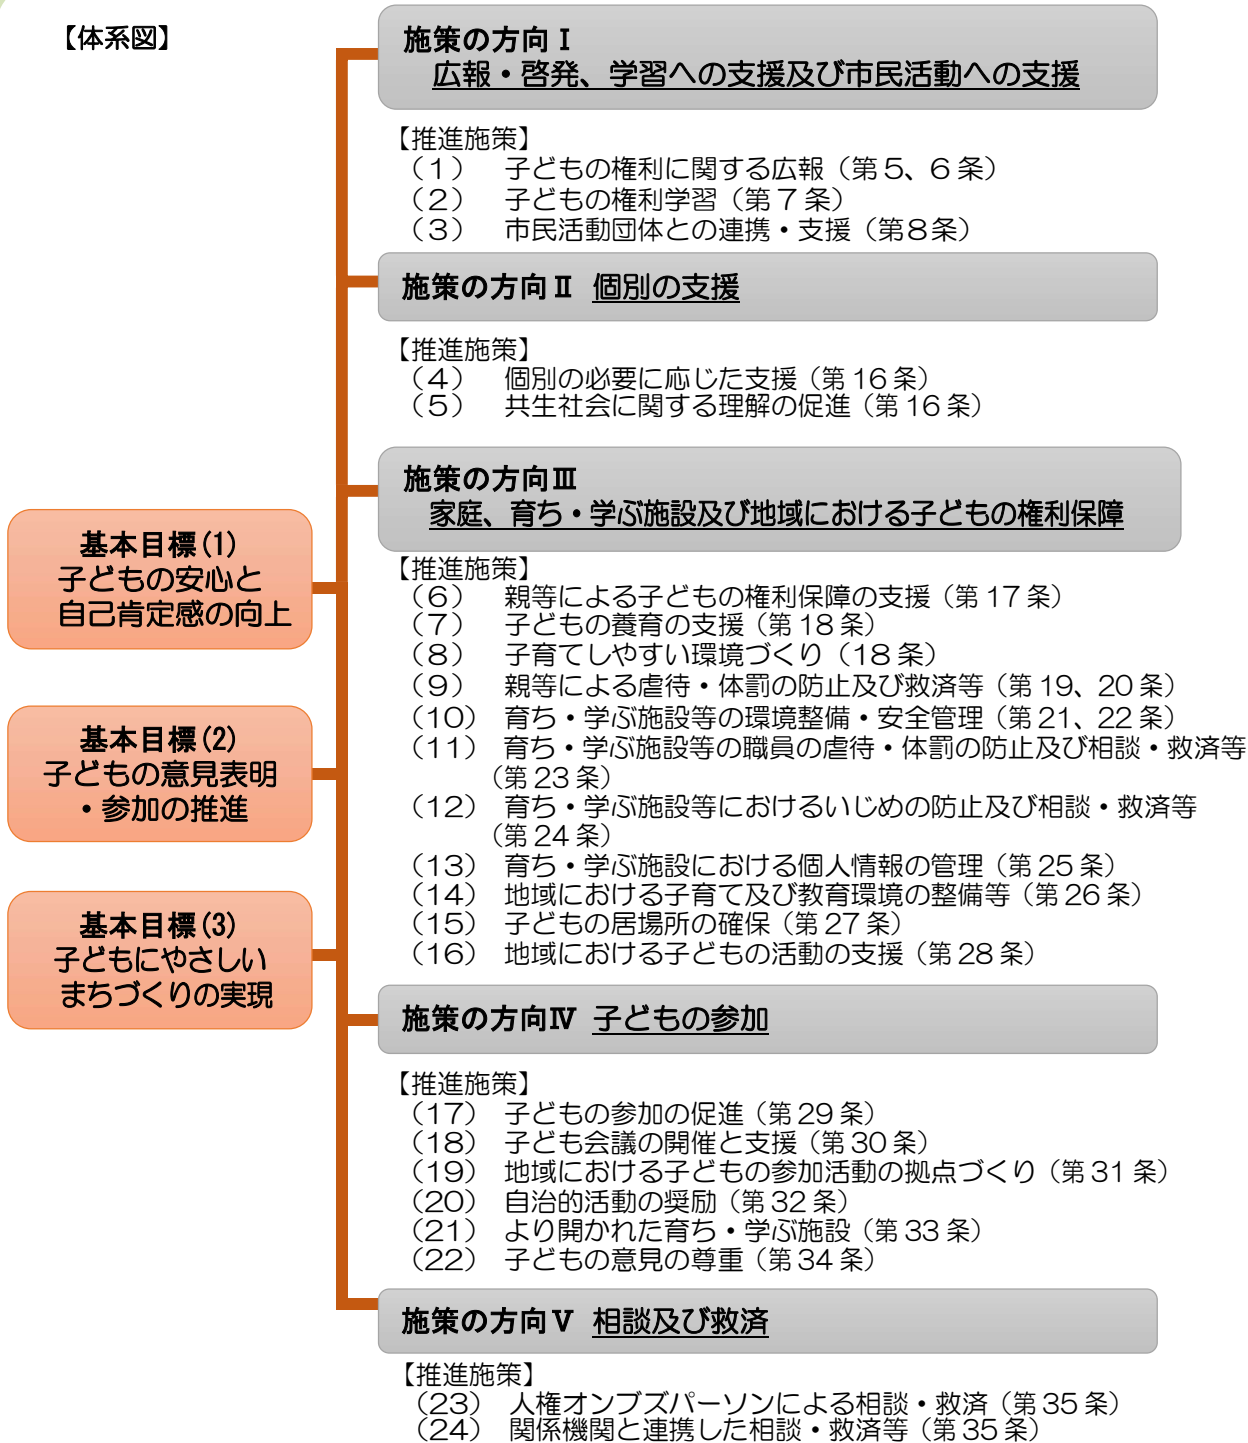 【体系図】
施策の方向Ⅰ
広報・啓発、学習への支援及び市民活動への支援
【推進施策】
（1） 子どもの権利に関する広報（第5、6条）
（2） 子どもの権利学習（第7条）
（3） 市民活動団体との連携・支援（第8条）
施策の方向Ⅱ 個別の支援
【推進施策】
（4） 個別の必要に応じた支援（第16条）
（5） 共生社会に関する理解の促進（第16条）
施策の方向Ⅲ
家庭、育ち・学ぶ施設及び地域における子どもの権利保障
【推進施策】
（6） 親等による子どもの権利保障の支援（第17条）
（7） 子どもの養育の支援（第18条）
（8） 子育てしやすい環境づくり（18条）
（9） 親等による虐待・体罰の防止及び救済等（第19、20条）
（10） 育ち・学ぶ施設等の環境整備・安全管理（第21、22条）
（11） 育ち・学ぶ施設等の職員の虐待・体罰の防止及び相談・救済等
（第23条）
（12） 育ち・学ぶ施設等におけるいじめの防止及び相談・救済等
（第24条）
（13） 育ち・学ぶ施設における個人情報の管理（第25条）
（14） 地域における子育て及び教育環境の整備等（第26条）
（15） 子どもの居場所の確保（第27条）
（16） 地域における子どもの活動の支援（第28条）
施策の方向Ⅳ 子どもの参加
【推進施策】
（17） 子どもの参加の促進（第29条）
（18） 子ども会議の開催と支援（第30条）
（19） 地域における子どもの参加活動の拠点づくり（第31条）
（20） 自治的活動の奨励（第32条）
（21） より開かれた育ち・学ぶ施設（第33条）
（22） 子どもの意見の尊重（第34条）
施策の方向Ⅴ 相談及び救済
【推進施策】
（23） 人権オンブズパーソンによる相談・救済（第35条）
（24） 関係機関と連携した相談・救済等（第35条）
基本目標(1)
子どもの安心と
自己肯定感の向上
基本目標(2)
子どもの意見表明
・参加の推進
基本目標(3)
子どもにやさしい
まちづくりの実現